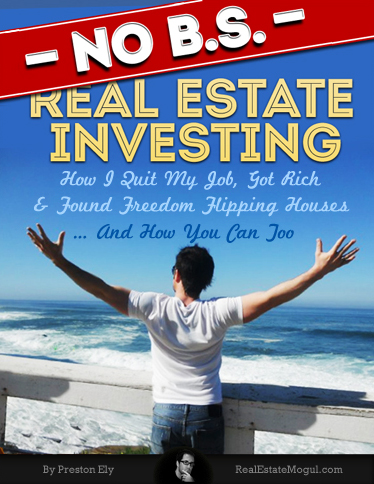 – NO B.S. –
REAL ESTATE
INVESTING
How I Quit My Job, Got Rich
& Found Freedom Flipping Houses
... And How You Can Too
By Preston Ely
RealEstateMogul.com